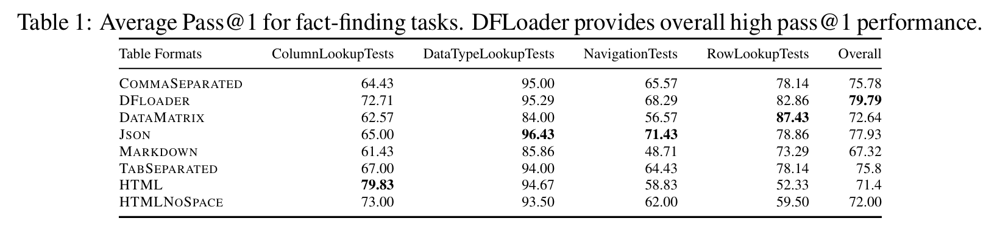 Table 1: Average Pass@1 for fact-finding tasks. DFLoader provides overall high pass@1 performance.
Table Formats ColumnLookupTests DataTypeLookupTests NavigationTests RowLookupTests Overall
COMMASEPARATED 64.43 95.00 65.57 78.14 75.78
DFLOADER 72.71 95.29 68.29 82.86 79.79
DATAMATRIX 62.57 84.00 56.57 87.43 72.64
JSON 65.00 96.43 71.43 78.86 77.93
MARKDOWN 61.43 85.86 48.71 73.29 67.32
TABSEPARATED 67.00 94.00 64.43 78.14 75.8
HTML 79.83 94.67 58.83 52.33 71.4
HTMLNOSPACE 73.00 93.50 62.00 59.50 72.00